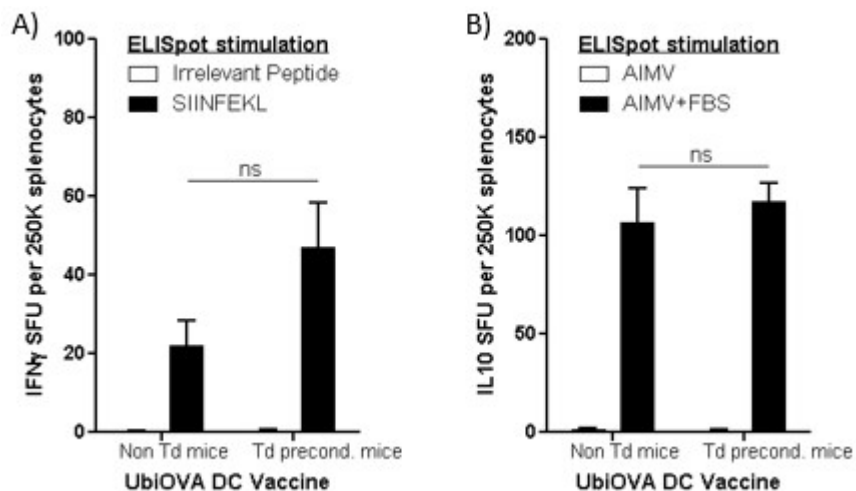 A)
100
80
60
40
20
0
IFNγ SFU per 250K splenocytes
ELISpot stimulation
Irrelevant Peptide
SIINFEKL
ns
Non Td mice
Td precond. mice
UbiOVA DC Vaccine
B)
200
150
100
50
0
IL10 SFU per 250K splenocytes
ELISpot stimulation
AIMV
AIMV+FBS
ns
Non Td mice
Td precond. mice
UbiOVA DC Vaccine